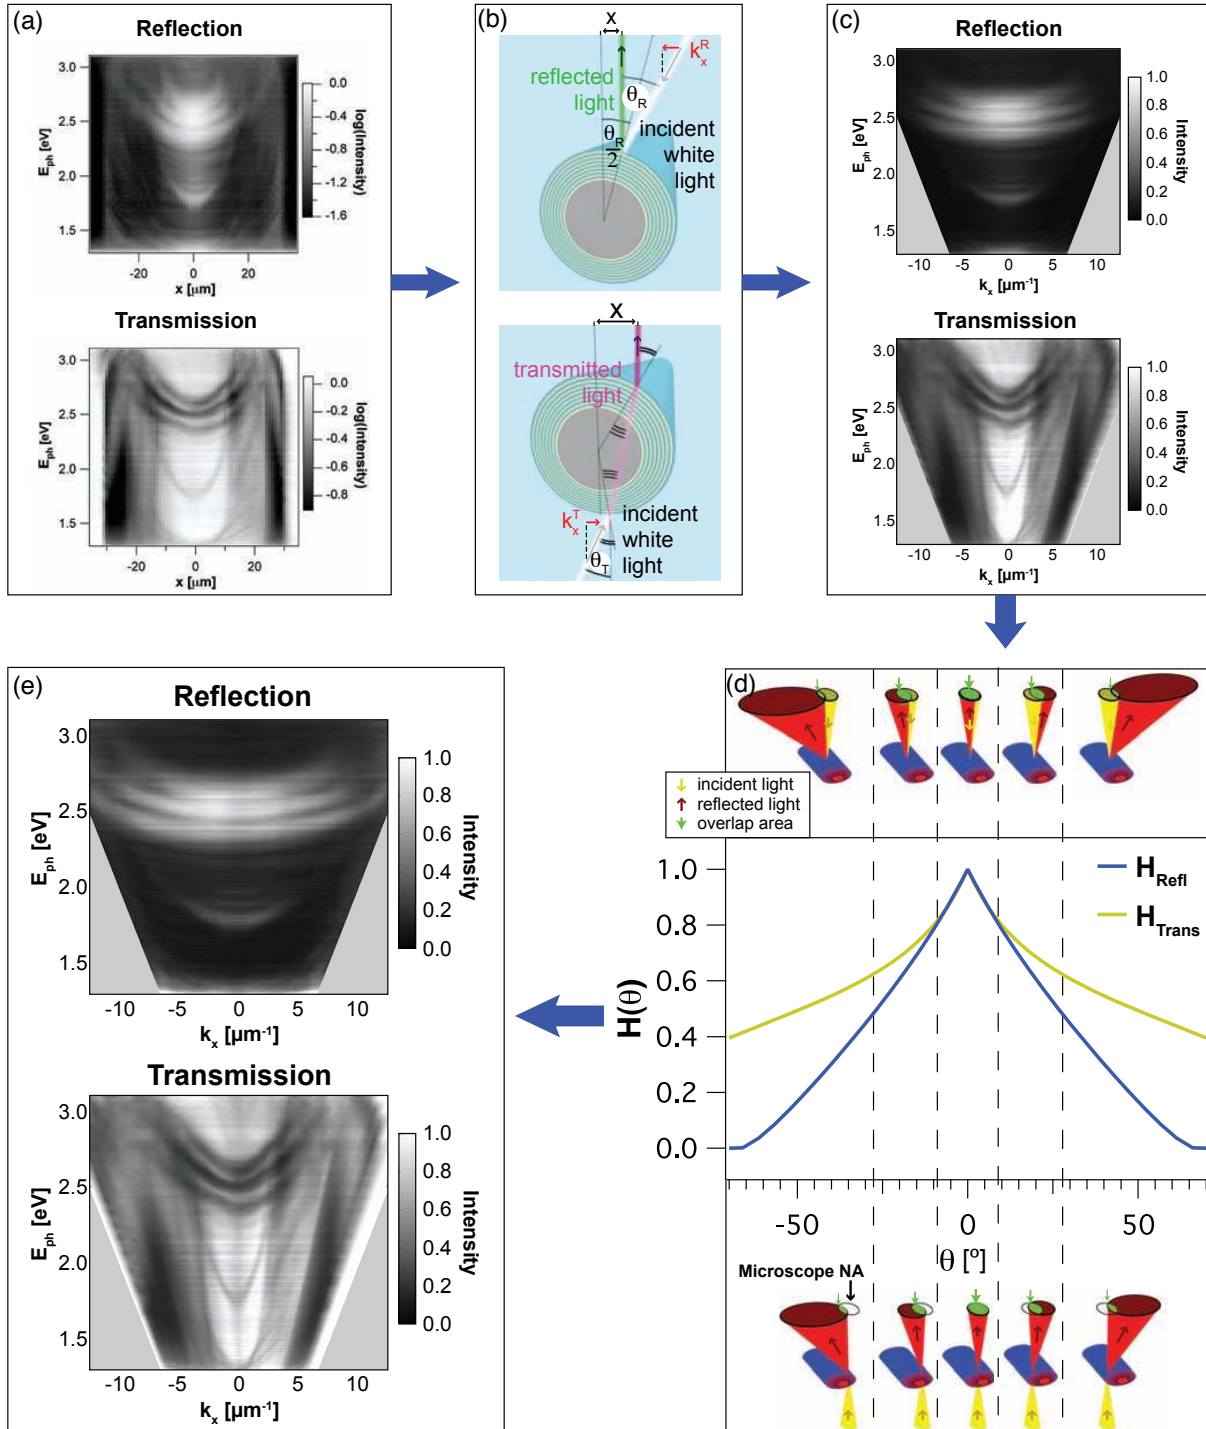 (a)
Reflection
3.0
2.5
2.0
1.5
E_ph [eV]
-20 0 20
x [μm]
0.0
-0.4
-0.8
-1.2
-1.6
log(Intensity)
Transmission
3.0
2.5
2.0
1.5
E_ph [eV]
-20 0 20
x [μm]
0.0
-0.4
-0.8
log(Intensity)
(b)
x
k_x^R
reflected
light
θ_R
θ_R
2
incident
white
light
x
transmitted
light
k_x^T
θ_T
incident
white
light
(c)
Reflection
3.0
2.5
2.0
1.5
E_ph [eV]
-10 -5 0 5 10
k_x [μm⁻¹]
1.0
0.8
0.6
0.4
0.2
0.0
Intensity
Transmission
3.0
2.5
2.0
1.5
E_ph [eV]
-10 -5 0 5 10
k_x [μm⁻¹]
1.0
0.8
0.6
0.4
0.2
0.0
Intensity
(d)
incident light
reflected light
overlap area
1.0
0.8
0.6
0.4
0.2
0.0
H(θ)
H_Refl
H_Trans
-50 0 50
θ [º]
Microscope NA
(e)
Reflection
3.0
2.5
2.0
1.5
E_ph [eV]
-10 -5 0 5 10
k_x [μm⁻¹]
1.0
0.8
0.6
0.4
0.2
0.0
Intensity
Transmission
3.0
2.5
2.0
1.5
E_ph [eV]
-10 -5 0 5 10
k_x [μm⁻¹]
1.0
0.8
0.6
0.4
0.2
0.0
Intensity